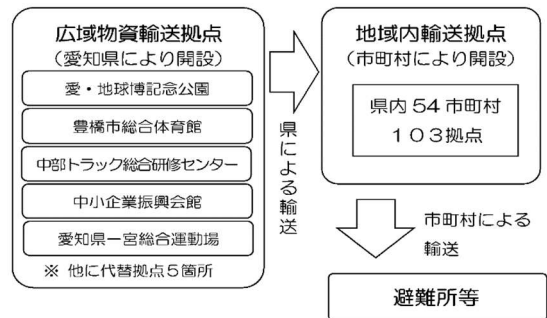 広域物資輸送拠点
（愛知県により開設）
愛・地球博記念公園
豊橋市総合体育館
中部トラック総合研修センター
中小企業振興会館
愛知県一宮総合運動場
※ 他に代替拠点５箇所
県による輸送
地域内輸送拠点
（市町村により開設）
県内 54 市町村
１０３拠点
市町村による
輸送
避難所等